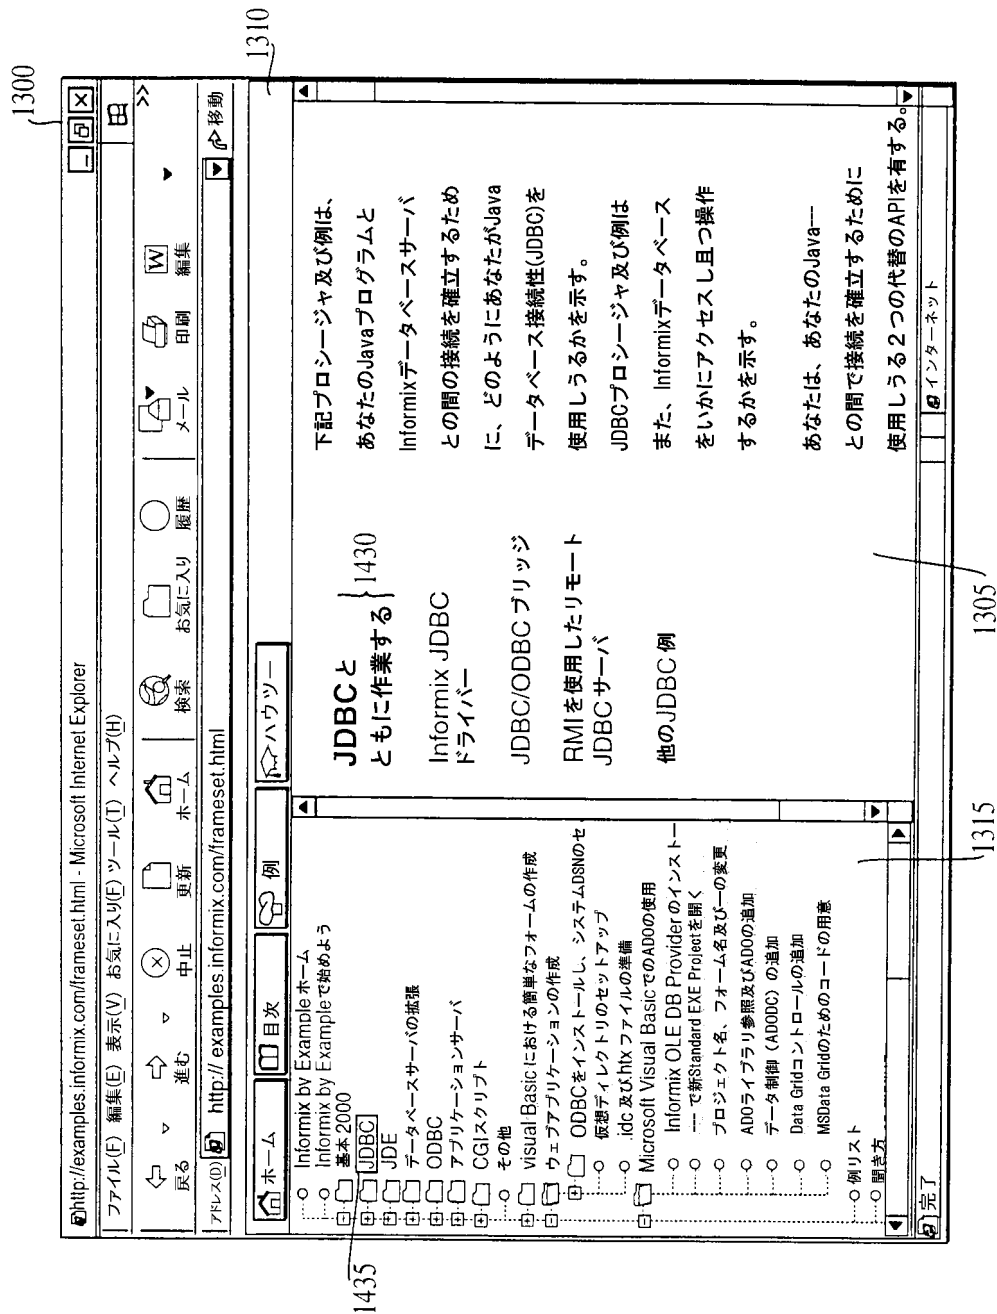 1300
http://examples.informix.com/frameset.html - Microsoft Internet Explorer
ファイル(F) 編集(E) 表示(V) お気に入り(F) ツール(T) ヘルプ(H)
戻る 進む 中止 更新 ホーム 検索 お気に入り 履歴 メール 印刷 編集
アドレス(D) http:// examples.informix.com/frameset.html 移動
1310
ホーム 目次 例 ハウツー
Informix by Example ホーム
Informix by Example で始めよう
基本 2000
JDBC
1435
JDE
データベースサーバの拡張
ODBC
アプリケーションサーバ
CGIスクリプト
その他
visual Basic における簡単なフォームの作成
ウェブアプリケーションの作成
ODBCをインストールし、システムDSNのセ
仮想ディレクトリのセットアップ
.idc 及び.htx ファイルの準備
Microsoft Visual Basic でのADOの使用
Informix OLE DB Provider のインストー
---- で新Standard EXE Projectを開く
プロジェクト名、フォーム名及び一の変更
ADOライブラリ参照及びADOの追加
データ制御（ADODC）の追加
Data Gridコントロールの追加
MSData Gridのためのコードの用意
例リスト
聞き方
1315
JDBCと
ともに作業する
1430
Informix JDBC
ドライバー
JDBC/ODBC ブリッジ
RMIを使用したリモート
JDBCサーバ
他のJDBC 例
下記プロシージャ及び例は、
あなたのJavaプログラムと
Informixデータベースサーバ
との間の接続を確立するため
に、どのようにあなたがJava
データベース接続性(JDBC)を
使用しうるかを示す。
JDBCプロシージャ及び例は
また、Informixデータベース
をいかにアクセスし且つ操作
するかを示す。
あなたは、あなたのJava---
との間で接続を確立するために
使用しうる２つの代替のAPIを有する。
1305
完了 インターネット